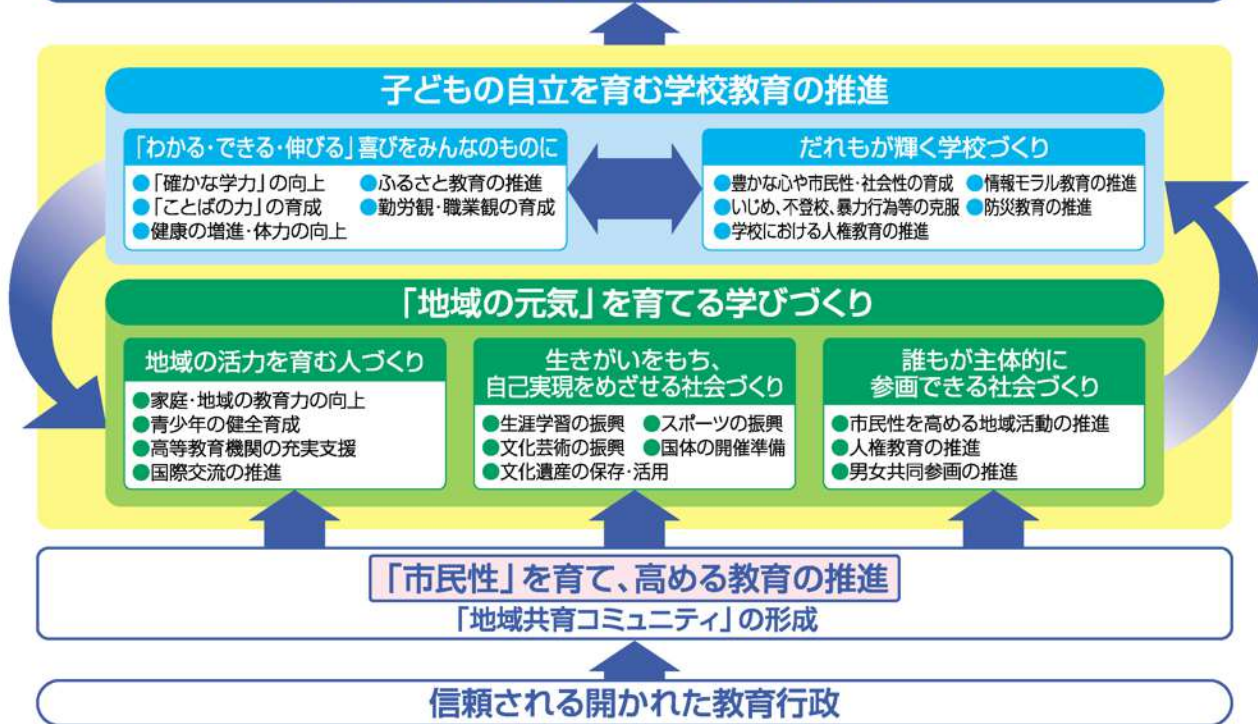 子どもの自立を育む学校教育の推進
「わかる・できる・伸びる」喜びをみんなのものに
●「確かな学力」の向上
●「ことばの力」の育成
●健康の増進・体力の向上
●ふるさと教育の推進
●勤労観・職業観の育成
だれもが輝く学校づくり
●豊かな心や市民性・社会性の育成
●いじめ、不登校、暴力行為等の克服
●学校における人権教育の推進
●情報モラル教育の推進
●防災教育の推進
「地域の元気」を育てる学びづくり
地域の活力を育む人づくり
●家庭・地域の教育力の向上
●青少年の健全育成
●高等教育機関の充実支援
●国際交流の推進
生きがいをもち、
自己実現をめざせる社会づくり
●生涯学習の振興
●文化芸術の振興
●文化遺産の保存・活用
●スポーツの振興
●国体の開催準備
誰もが主体的に
参画できる社会づくり
●市民性を高める地域活動の推進
●人権教育の推進
●男女共同参画の推進
「市民性」を育て、高める教育の推進
「地域共育コミュニティ」の形成
信頼される開かれた教育行政